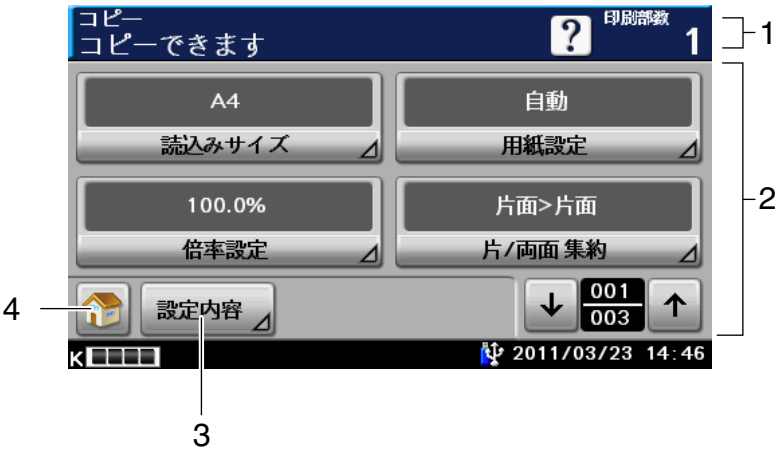 コピー
コピーできます
? 印刷部数 1
1
A4 自動
読込みサイズ 用紙設定
2
100.0% 片面>片面
倍率設定 片/両面 集約
4
設定内容 ↓ 001 ↑
003
K 2011/03/23 14:46
3